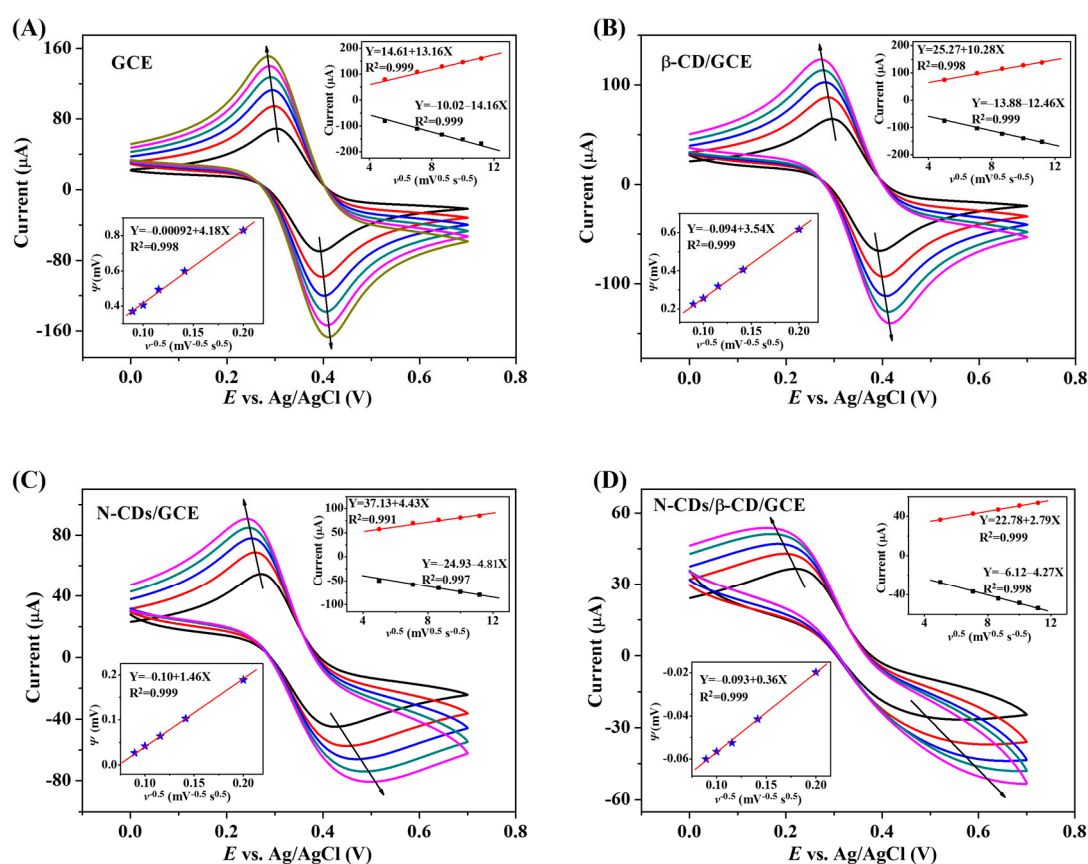 (A)
GCE
Current (μA)
160
80
0
-80
-160
0.0
0.2
0.4
0.6
0.8
E vs. Ag/AgCl (V)
Y=14.61+13.16X
R²=0.999
Y=−10.02−14.16X
R²=0.999
Current (μA)
200
100
0
-100
-200
4
8
12
ν^0.5 (mV^0.5 s^-0.5)
Y=−0.00092+4.18X
R²=0.998
Ψ(mV)
0.8
0.6
0.4
0.10
0.15
0.20
ν^-0.5 (mV^-0.5 s^0.5)
(B)
β-CD/GCE
Current (μA)
100
50
0
-50
-100
0.0
0.2
0.4
0.6
0.8
E vs. Ag/AgCl (V)
Y=25.27+10.28X
R²=0.998
Y=−13.88−12.46X
R²=0.999
Current (μA)
200
100
0
-100
-200
4
8
12
ν^0.5 (mV^0.5 s^-0.5)
Y=−0.094+3.54X
R²=0.999
Ψ(mV)
0.6
0.4
0.2
0.10
0.15
0.20
ν^-0.5 (mV^-0.5 s^0.5)
(C)
N-CDs/GCE
Current (μA)
80
40
0
-40
-80
0.0
0.2
0.4
0.6
0.8
E vs. Ag/AgCl (V)
Y=37.13+4.43X
R²=0.991
Y=−24.93−4.81X
R²=0.997
Current (μA)
100
50
0
-50
-100
4
8
12
ν^0.5 (mV^0.5 s^-0.5)
Y=−0.10+1.46X
R²=0.999
Ψ(mV)
0.2
0.1
0.0
0.10
0.15
0.20
ν^-0.5 (mV^-0.5 s^0.5)
(D)
N-CDs/β-CD/GCE
Current (μA)
60
30
0
-30
-60
0.0
0.2
0.4
0.6
0.8
E vs. Ag/AgCl (V)
Y=22.78+2.79X
R²=0.999
Y=−6.12−4.27X
R²=0.998
Current (μA)
40
0
-40
4
8
12
ν^0.5 (mV^0.5 s^-0.5)
Y=−0.093+0.36X
R²=0.999
Ψ(mV)
-0.02
-0.04
-0.06
0.10
0.15
0.20
ν^-0.5 (mV^-0.5 s^0.5)